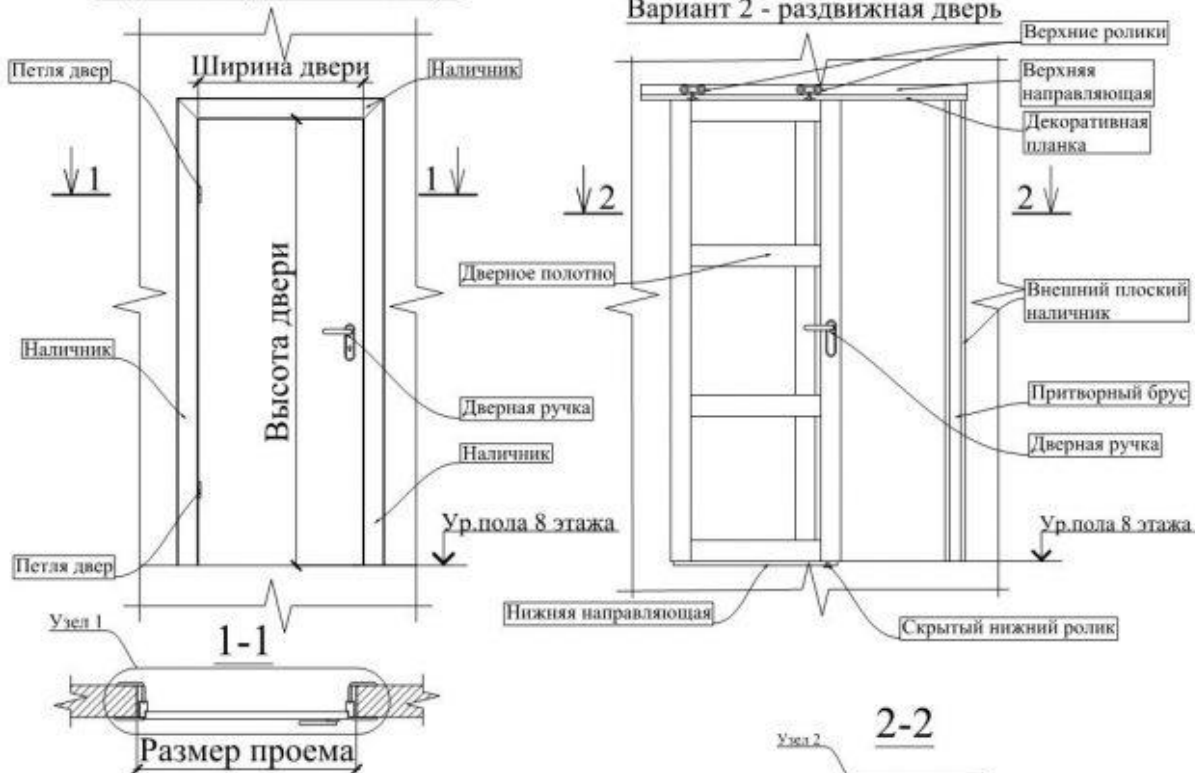 Вариант 2 - раздвижная дверь
Петля двер
Ширина двери
Наличник
Верхние ролики
Верхняя
направляющая
Декоративная
планка
1
1
2
2
Высота двери
Дверное полотно
Внешний плоский
наличник
Наличник
Дверная ручка
Притворный брус
Наличник
Дверная ручка
Ур.пола 8 этажа
Ур.пола 8 этажа
Петля двер
Нижняя направляющая
Скрытый нижний ролик
Узел 1
1-1
Размер проема
2-2
Узел 2